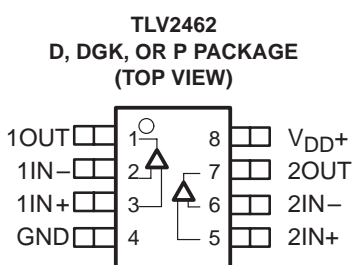 TLV2462
D, DGK, OR P PACKAGE
(TOP VIEW)
1OUT 1 8 VDD+
1IN− 2 7 2OUT
1IN+ 3 6 2IN−
GND 4 5 2IN+